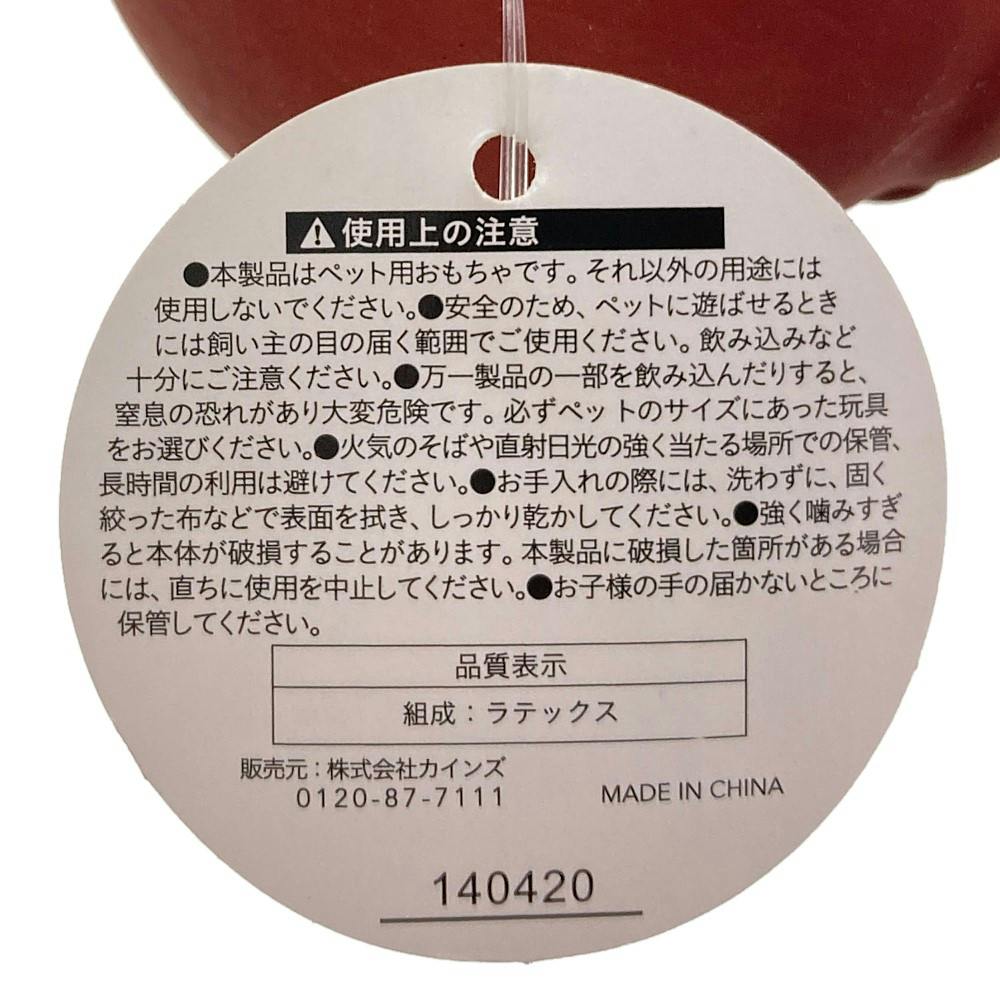 ⚠使用上の注意
●本製品はペット用おもちゃです。それ以外の用途には
使用しないでください。●安全のため、ペットに遊ばせるとき
には飼い主の目の届く範囲でご使用ください。飲み込みなど
十分にご注意ください。●万一製品の一部を飲み込んだりすると、
窒息の恐れがあり大変危険です。必ずペットのサイズにあった玩具
をお選びください。●火気のそばや直射日光の強く当たる場所での保管、
長時間の利用は避けてください。●お手入れの際には、洗わずに、固く
絞った布などで表面を拭き、しっかり乾かしてください。●強く噛みすぎ
ると本体が破損することがあります。本製品に破損した箇所がある場合
には、直ちに使用を中止してください。●お子様の手の届かないところに
保管してください。
品質表示
組成：ラテックス
販売元：株式会社カインズ
0120-87-7111
MADE IN CHINA
140420